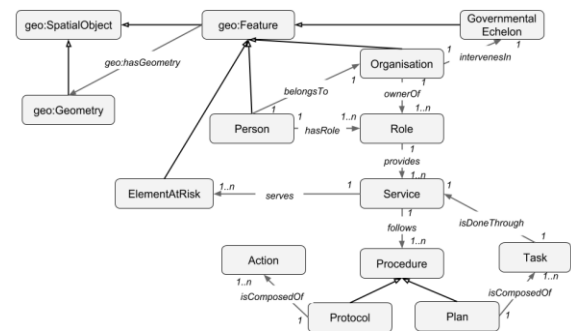 geo:SpatialObject
geo:Feature
Governmental
Echelon
1
geo:hasGeometry
1
intervenesIn
Organisation
belongsTo
1
1
ownerOf
geo:Geometry
1
1
1..n
1..n
Person
hasRole
Role
1
provides
1..n
1..n
1
1
ElementAtRisk
serves
Service
1
isDoneThrough
follows
1
1..n
Action
Procedure
Task
1..n
1..n
isComposedOf
isComposedOf
1
Protocol
Plan
1